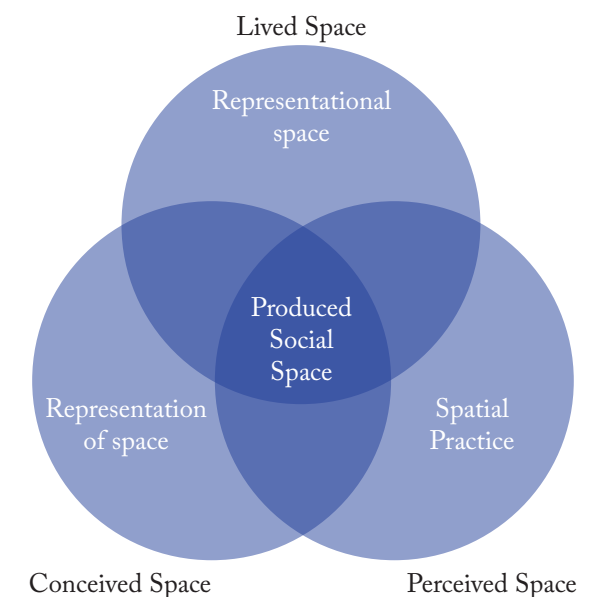 Lived Space
Representational
space
Produced
Social
Space
Representation
of space
Spatial
Practice
Conceived Space
Perceived Space